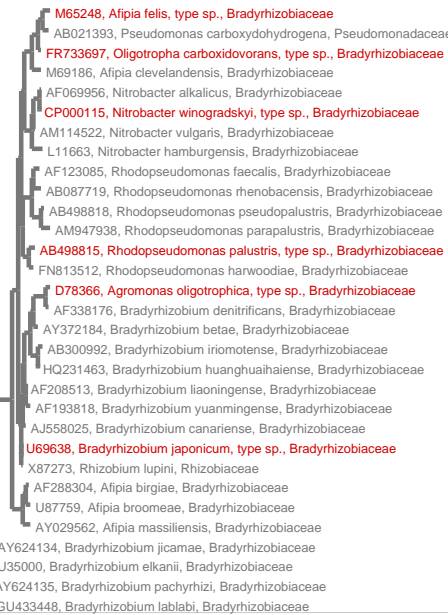 M65248, Afipia felis, type sp., Bradyrhizobiaceae
AB021393, Pseudomonas carboxydohydrogena, Pseudomonadaceae
FR733697, Oligotropha carboxidovorans, type sp., Bradyrhizobiaceae
M69186, Afipia clevelandensis, Bradyrhizobiaceae
AF069956, Nitrobacter alkalicus, Bradyrhizobiaceae
CP000115, Nitrobacter winogradskyi, type sp., Bradyrhizobiaceae
AM114522, Nitrobacter vulgaris, Bradyrhizobiaceae
L11663, Nitrobacter hamburgensis, Bradyrhizobiaceae
AF123085, Rhodopseudomonas faecalis, Bradyrhizobiaceae
AB087719, Rhodopseudomonas rhenobacensis, Bradyrhizobiaceae
AB498818, Rhodopseudomonas pseudopalustris, Bradyrhizobiaceae
AM947938, Rhodopseudomonas parapalustris, Bradyrhizobiaceae
AB498815, Rhodopseudomonas palustris, type sp., Bradyrhizobiaceae
FN813512, Rhodopseudomonas harwoodiae, Bradyrhizobiaceae
D78366, Agromonas oligotrophica, type sp., Bradyrhizobiaceae
AF338176, Bradyrhizobium denitrificans, Bradyrhizobiaceae
AY372184, Bradyrhizobium betae, Bradyrhizobiaceae
AB300992, Bradyrhizobium iriomotense, Bradyrhizobiaceae
HQ231463, Bradyrhizobium huanghuaihaiense, Bradyrhizobiaceae
AF208513, Bradyrhizobium liaoningense, Bradyrhizobiaceae
AF193818, Bradyrhizobium yuanmingense, Bradyrhizobiaceae
AJ558025, Bradyrhizobium canariense, Bradyrhizobiaceae
U69638, Bradyrhizobium japonicum, type sp., Bradyrhizobiaceae
X87273, Rhizobium lupini, Rhizobiaceae
AF288304, Afipia birgiae, Bradyrhizobiaceae
U87759, Afipia broomeae, Bradyrhizobiaceae
AY029562, Afipia massiliensis, Bradyrhizobiaceae
AY624134, Bradyrhizobium jicamae, Bradyrhizobiaceae
U35000, Bradyrhizobium elkanii, Bradyrhizobiaceae
AY624135, Bradyrhizobium pachyrhizi, Bradyrhizobiaceae
GU433448, Bradyrhizobium lablabi, Bradyrhizobiaceae